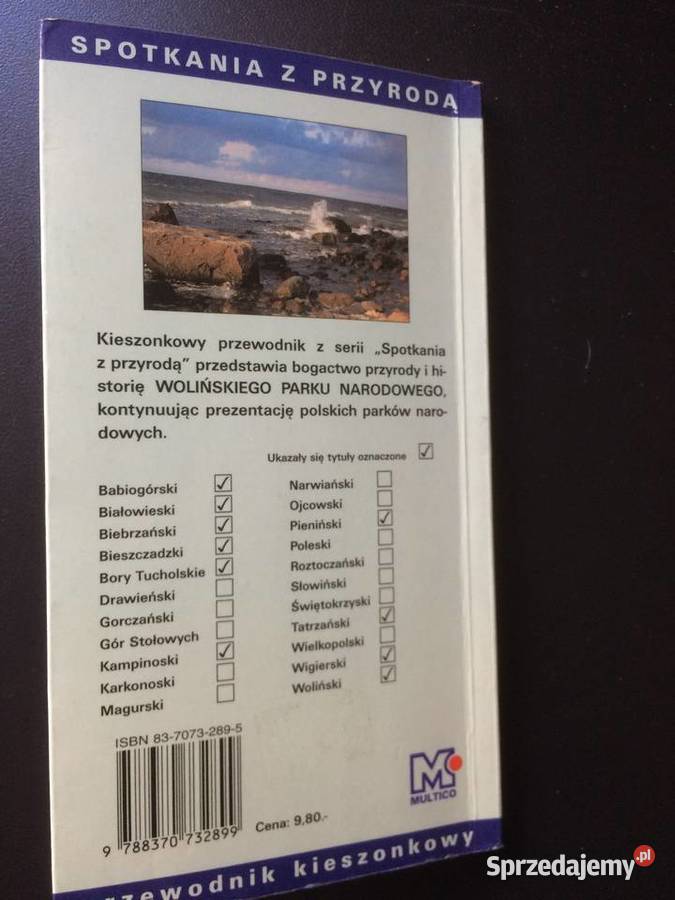 SPOTKANIA Z PRZYRODĄ
Kieszonkowy przewodnik z serii „Spotkania
z przyrodą” przedstawia bogactwo przyrody i hi-
storię WOLIŃSKIEGO PARKU NARODOWEGO,
kontynuując prezentację polskich parków naro-
dowych.
Ukazały się tytuły oznaczone ✓
Babiogórski ✓
Białowieski ✓
Biebrzański ✓
Bieszczadzki ✓
Bory Tucholskie ✓
Drawieński
Gorczański
Gór Stołowych
Kampinoski ✓
Karkonoski
Magurski
Narwiański
Ojcowski
Pieniński ✓
Poleski
Roztoczański
Słowiński
Świętokrzyski
Tatrzański ✓
Wielkopolski
Wigierski ✓
Woliński ✓
ISBN 83-7073-289-5
9 788370 732899
Cena: 9,80.-
M
MULTICO
zewodnik kieszonkowy
Sprzedajemy.pl